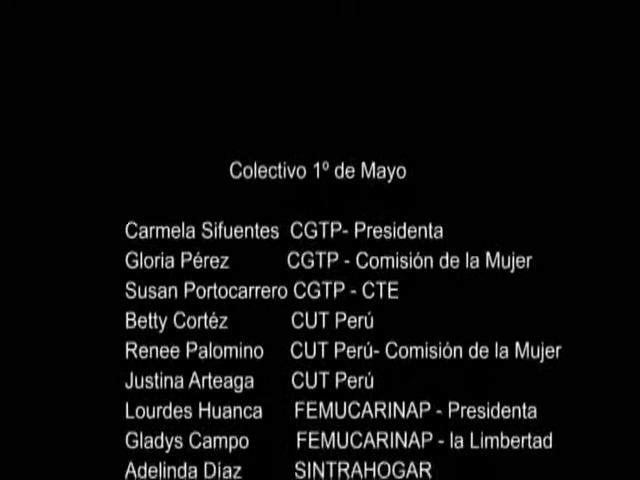 Colectivo 1º de Mayo
Carmela Sifuentes CGTP- Presidenta
Gloria Pérez CGTP - Comisión de la Mujer
Susan Portocarrero CGTP - CTE
Betty Cortéz CUT Perú
Renee Palomino CUT Perú- Comisión de la Mujer
Justina Arteaga CUT Perú
Lourdes Huanca FEMUCARINAP - Presidenta
Gladys Campo FEMUCARINAP - la Limbertad
Adelinda Díaz SINTRAHOGAR